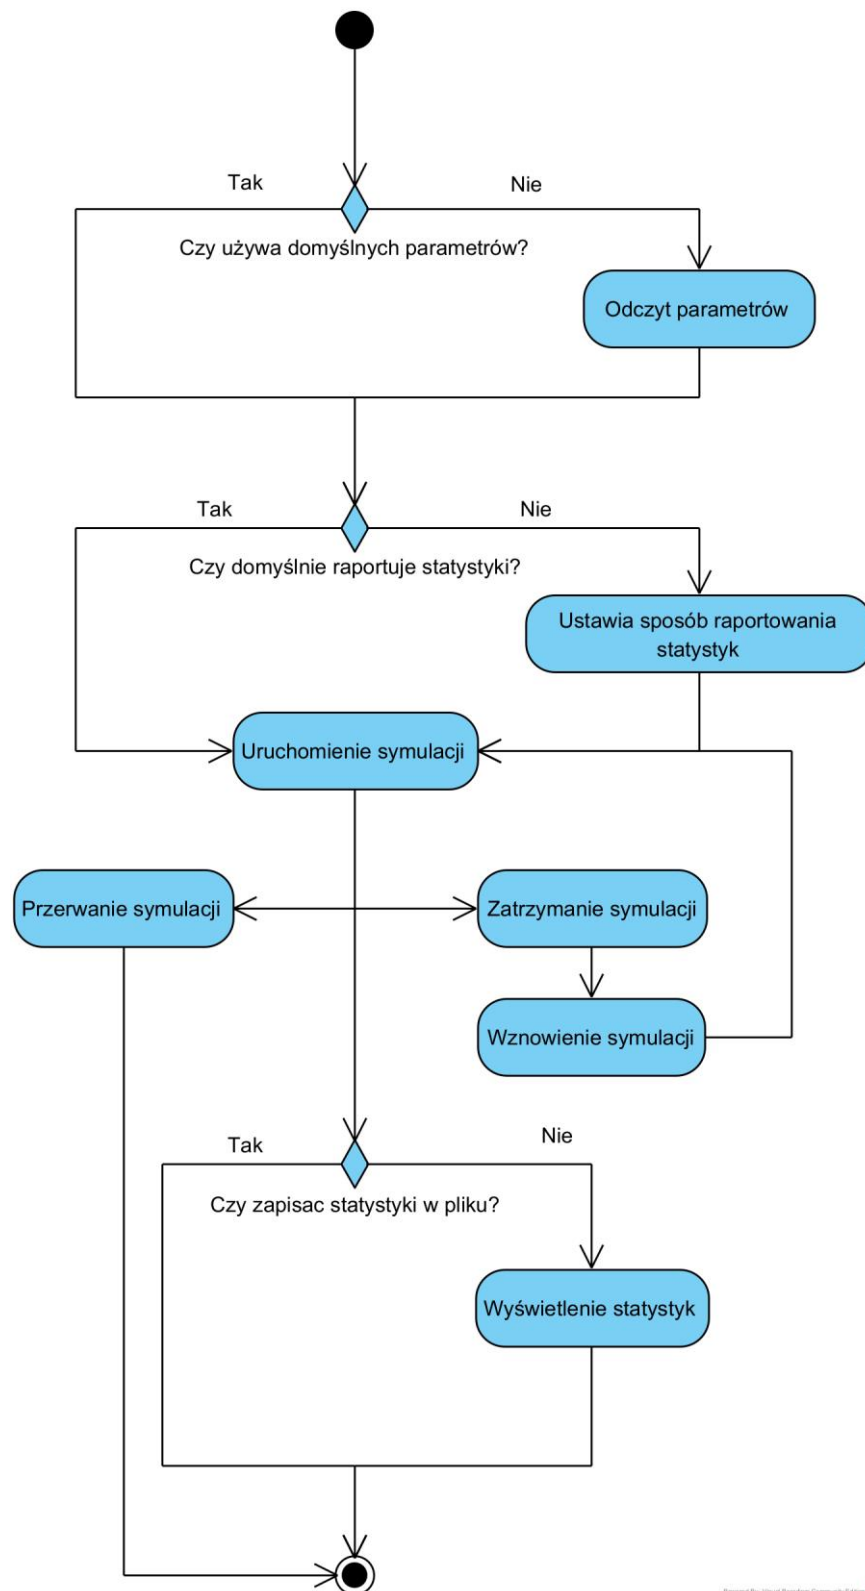 Tak
Nie
Czy używa domyślnych parametrów?
Odczyt parametrów
Tak
Nie
Czy domyślnie raportuje statystyki?
Ustawia sposób raportowania
statystyk
Uruchomienie symulacji
Przerwanie symulacji
Zatrzymanie symulacji
Wznowienie symulacji
Tak
Nie
Czy zapisac statystyki w pliku?
Wyświetlenie statystyk